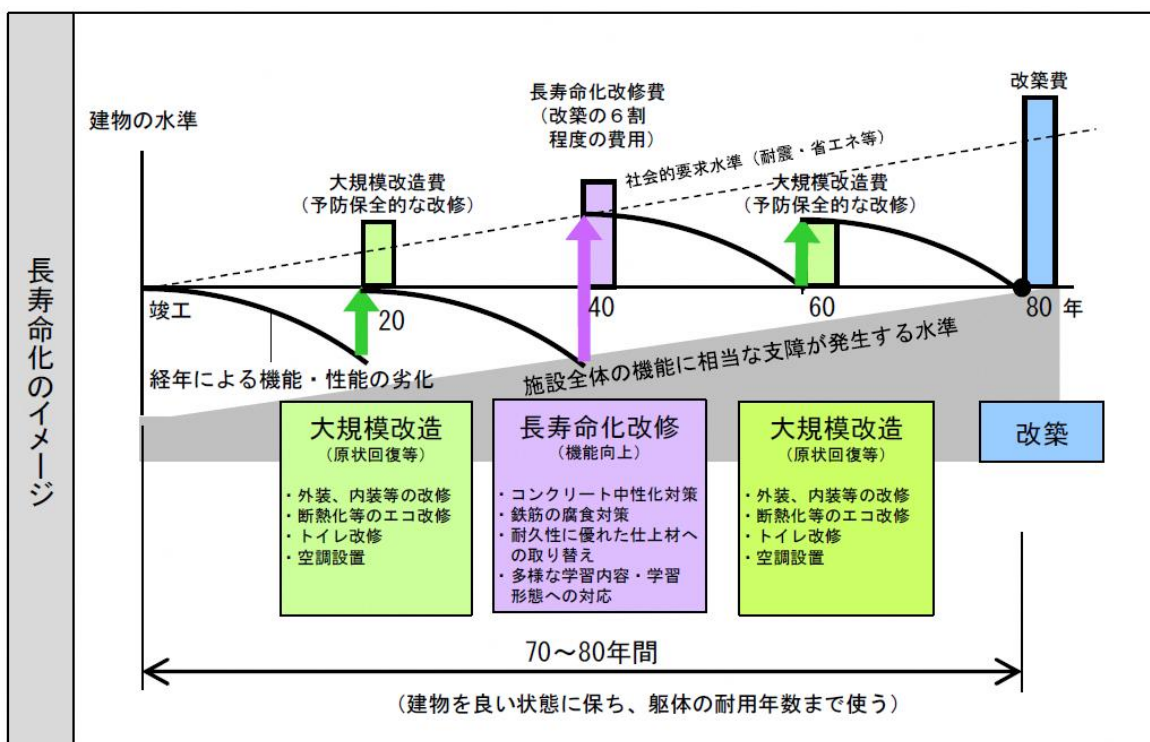 長寿命化のイメージ
建物の水準
大規模改造費
(予防保全的な改修)
長寿命化改修費
(改築の6割
程度の費用)
社会的要求水準(耐震・省エネ等)
大規模改造費
(予防保全的な改修)
改築費
竣工
20
40
60
80 年
経年による機能・性能の劣化
施設全体の機能に相当な支障が発生する水準
大規模改造
(原状回復等)
・外装、内装等の改修
・断熱化等のエコ改修
・トイレ改修
・空調設置
長寿命化改修
(機能向上)
・コンクリート中性化対策
・鉄筋の腐食対策
・耐久性に優れた仕上材へ
の取り替え
・多様な学習内容・学習
形態への対応
大規模改造
(原状回復等)
・外装、内装等の改修
・断熱化等のエコ改修
・トイレ改修
・空調設置
改築
70~80年間
(建物を良い状態に保ち、躯体の耐用年数まで使う)